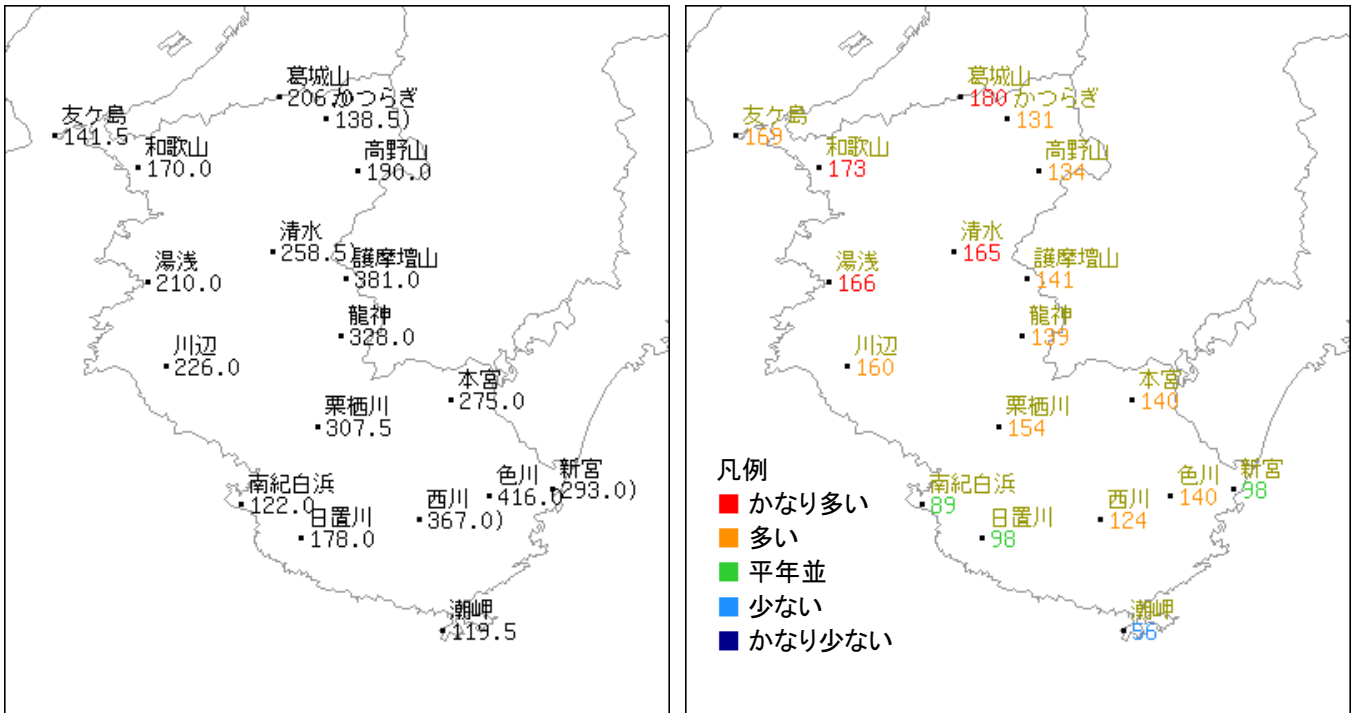 葛城山
206.0
かつらぎ
138.5)
友ケ島
141.5
和歌山
170.0
高野山
190.0
清水
258.5)
護摩壇山
381.0
湯浅
210.0
龍神
328.0
川辺
226.0
本宮
275.0
栗栖川
307.5
南紀白浜
122.0
日置川
178.0
西川
367.0)
色川
416.0
新宮
293.0)
潮岬
119.5
葛城山
180
かつらぎ
131
友ケ島
169
和歌山
173
高野山
134
清水
165
護摩壇山
141
湯浅
166
龍神
139
川辺
160
本宮
140
栗栖川
154
南紀白浜
89
日置川
98
西川
124
色川
140
新宮
98
潮岬
56
凡例
かなり多い
多い
平年並
少ない
かなり少ない